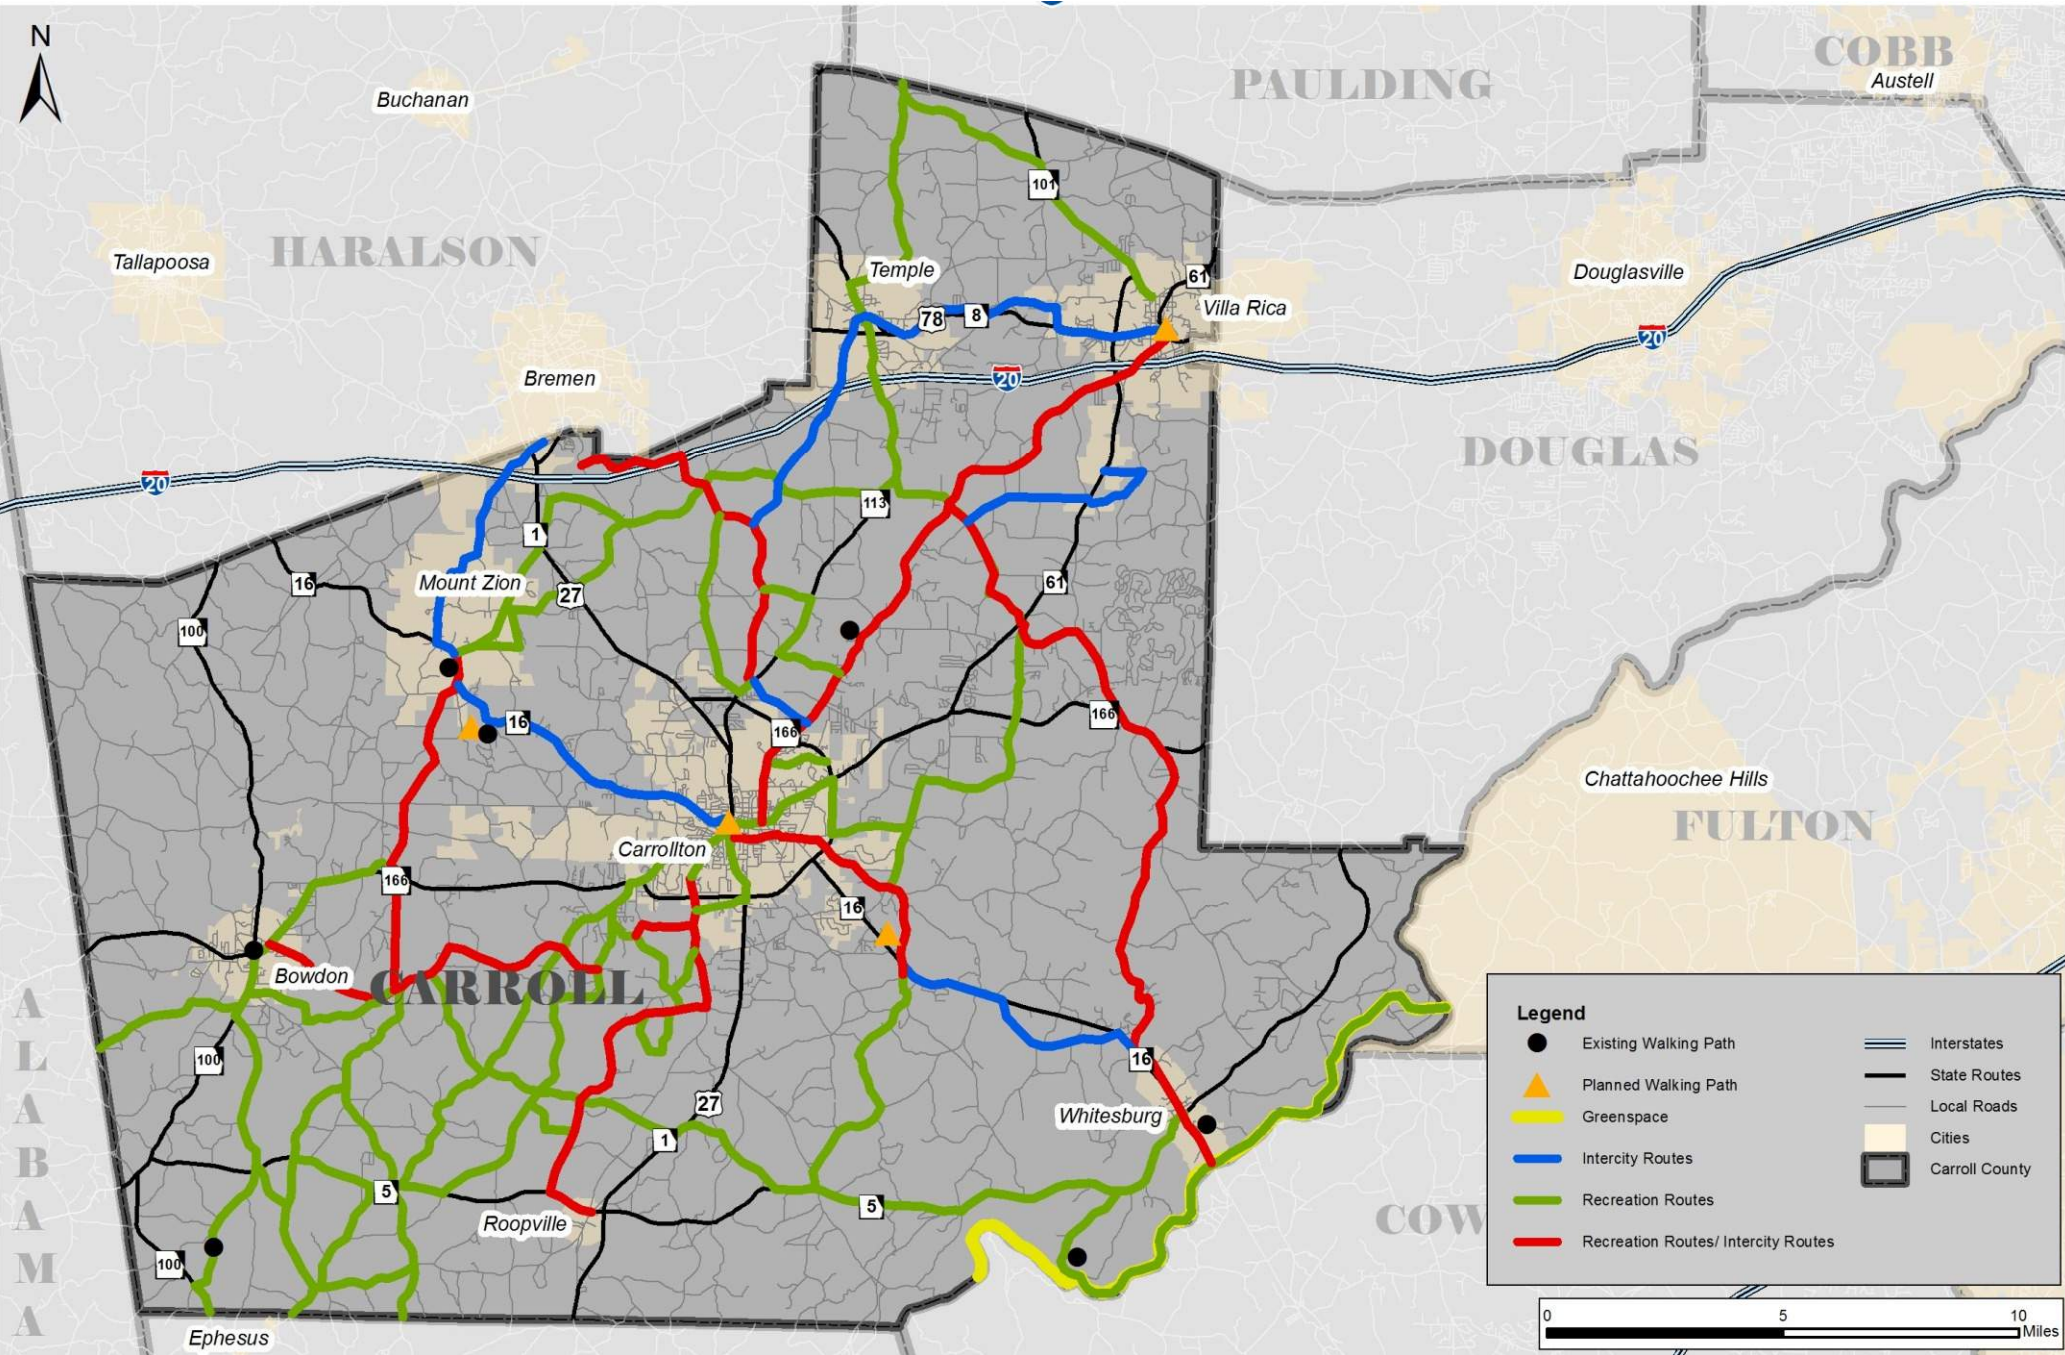 N
COBB
Austell
PAULDING
Buchanan
101
HARALSON
Tallapoosa
Temple
61
Douglasville
Villa Rica
78
8
20
Bremen
20
DOUGLAS
20
113
1
16
Mount Zion
27
61
100
16
166
166
Chattahoochee Hills
FULTON
Carrollton
166
16
Bowdon
CARROLL
100
16
27
Whitesburg
1
5
5
Roopville
COW
100
Ephesus
A
L
A
B
A
M
A
Legend
Existing Walking Path
Planned Walking Path
Greenspace
Intercity Routes
Recreation Routes
Recreation Routes/ Intercity Routes
Interstates
State Routes
Local Roads
Cities
Carroll County
0 5 10
Miles